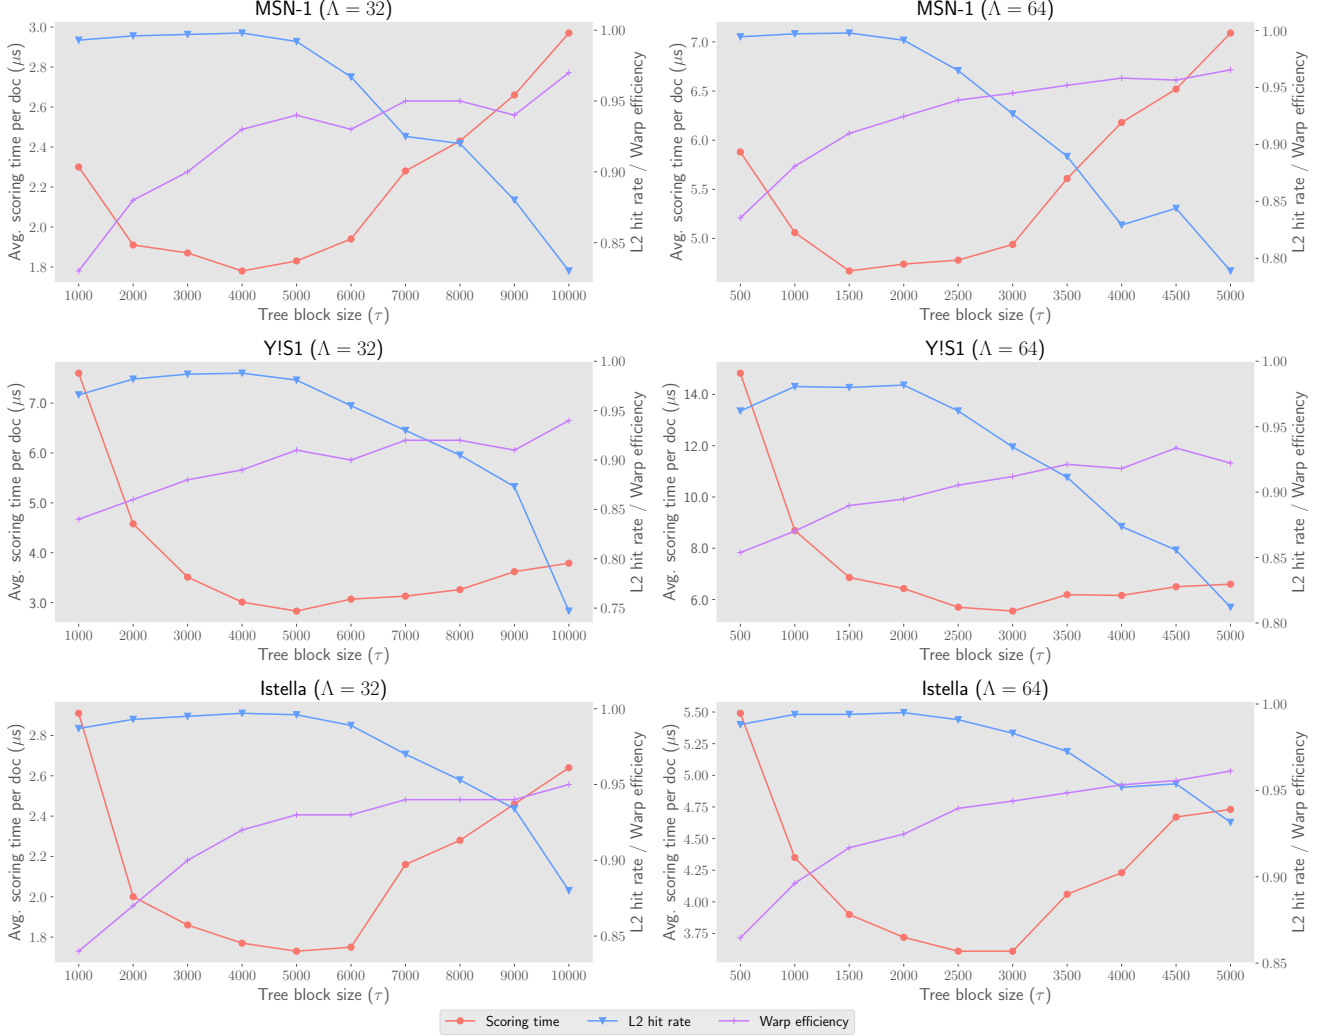 MSN-1 (Λ = 32)
Avg. scoring time per doc (μs)
3.0
2.8
2.6
2.4
2.2
2.0
1.8
1.00
0.95
0.90
0.85
L2 hit rate / Warp efficiency
1000 2000 3000 4000 5000 6000 7000 8000 9000 10000
Tree block size (τ)
MSN-1 (Λ = 64)
Avg. scoring time per doc (μs)
7.0
6.5
6.0
5.5
5.0
1.00
0.95
0.90
0.85
0.80
L2 hit rate / Warp efficiency
500 1000 1500 2000 2500 3000 3500 4000 4500 5000
Tree block size (τ)
Y!S1 (Λ = 32)
Avg. scoring time per doc (μs)
7.0
6.0
5.0
4.0
3.0
1.00
0.95
0.90
0.85
0.80
0.75
L2 hit rate / Warp efficiency
1000 2000 3000 4000 5000 6000 7000 8000 9000 10000
Tree block size (τ)
Y!S1 (Λ = 64)
Avg. scoring time per doc (μs)
14.0
12.0
10.0
8.0
6.0
1.00
0.95
0.90
0.85
0.80
L2 hit rate / Warp efficiency
500 1000 1500 2000 2500 3000 3500 4000 4500 5000
Tree block size (τ)
Istella (Λ = 32)
Avg. scoring time per doc (μs)
2.8
2.6
2.4
2.2
2.0
1.8
1.00
0.95
0.90
0.85
L2 hit rate / Warp efficiency
1000 2000 3000 4000 5000 6000 7000 8000 9000 10000
Tree block size (τ)
Istella (Λ = 64)
Avg. scoring time per doc (μs)
5.50
5.25
5.00
4.75
4.50
4.25
4.00
3.75
1.00
0.95
0.90
0.85
L2 hit rate / Warp efficiency
500 1000 1500 2000 2500 3000 3500 4000 4500 5000
Tree block size (τ)
Scoring time L2 hit rate Warp efficiency